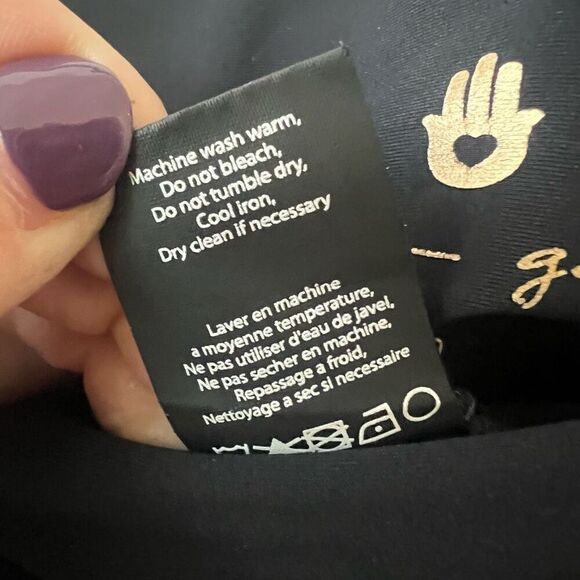 Machine wash warm,
Do not bleach,
Do not tumble dry,
Cool iron,
Dry clean if necessary
Laver en machine
a moyenne temperature,
Ne pas utiliser d'eau de javel,
Ne pas secher en machine,
Repassage a froid,
Nettoyage a sec si necessaire